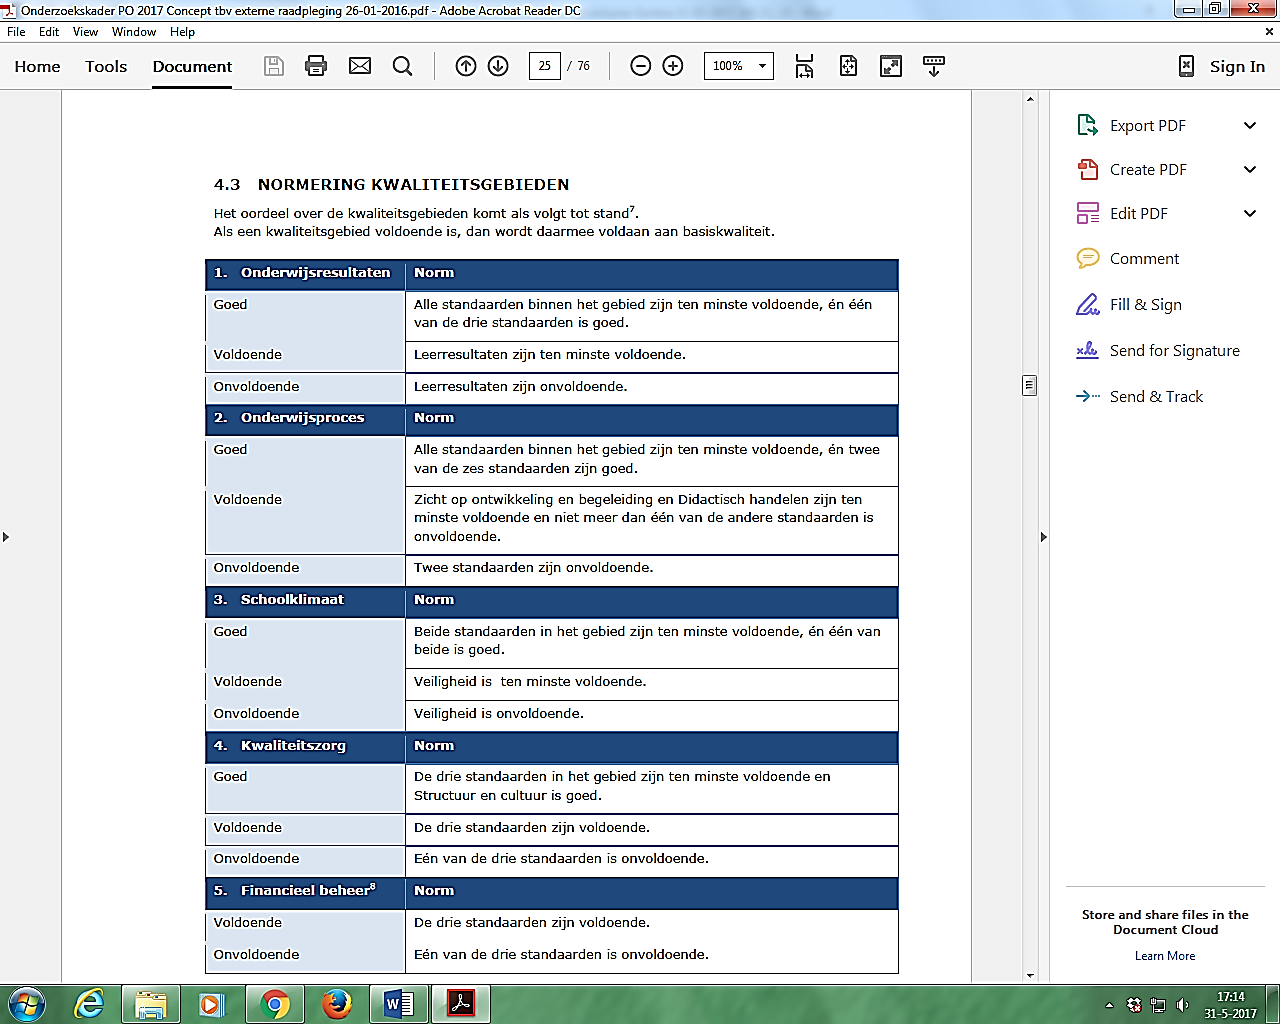 Onderzoekskader PO 2017 Concept tbv externe raadpleging 26-01-2016.pdf - Adobe Acrobat Reader DC
File Edit View Window Help
Home Tools Document 25 / 76 100% Sign In
4.3 NORMERING KWALITEITSGEBIEDEN
Het oordeel over de kwaliteitsgebieden komt als volgt tot stand7.
Als een kwaliteitsgebied voldoende is, dan wordt daarmee voldaan aan basiskwaliteit.
1. Onderwijsresultaten Norm
Goed Alle standaarden binnen het gebied zijn ten minste voldoende, én één
van de drie standaarden is goed.
Voldoende Leerresultaten zijn ten minste voldoende.
Onvoldoende Leerresultaten zijn onvoldoende.
2. Onderwijsproces Norm
Goed Alle standaarden binnen het gebied zijn ten minste voldoende, én twee
van de zes standaarden zijn goed.
Voldoende Zicht op ontwikkeling en begeleiding en Didactisch handelen zijn ten
minste voldoende en niet meer dan één van de andere standaarden is
onvoldoende.
Onvoldoende Twee standaarden zijn onvoldoende.
3. Schoolklimaat Norm
Goed Beide standaarden in het gebied zijn ten minste voldoende, én één van
beide is goed.
Voldoende Veiligheid is ten minste voldoende.
Onvoldoende Veiligheid is onvoldoende.
4. Kwaliteitszorg Norm
Goed De drie standaarden in het gebied zijn ten minste voldoende en
Structuur en cultuur is goed.
Voldoende De drie standaarden zijn voldoende.
Onvoldoende Eén van de drie standaarden is onvoldoende.
5. Financieel beheer8 Norm
Voldoende De drie standaarden zijn voldoende.
Onvoldoende Eén van de drie standaarden is onvoldoende.
Export PDF
Create PDF
Edit PDF
Comment
Fill & Sign
Send for Signature
Send & Track
Store and share files in the
Document Cloud
Learn More
17:14
31-5-2017